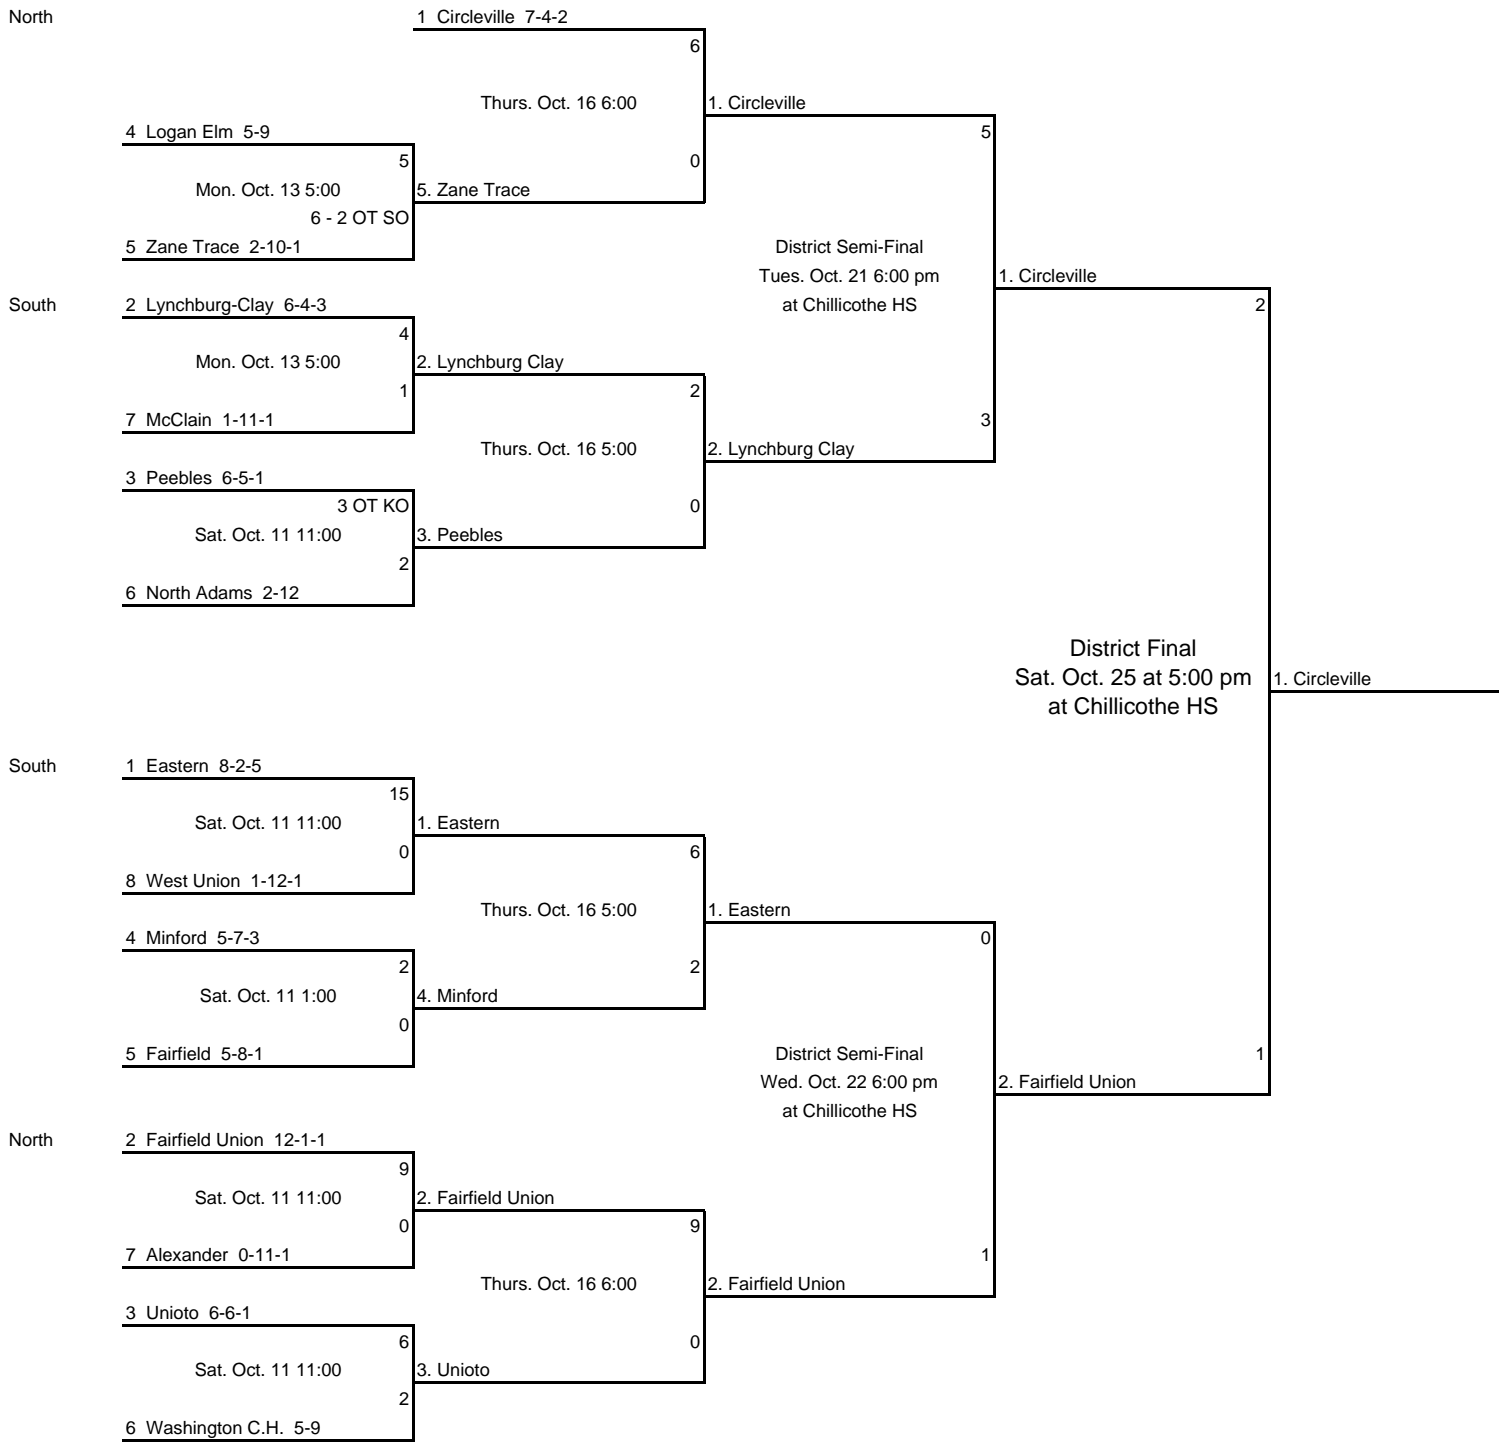 North
1 Circleville 7-4-2
6
Thurs. Oct. 16 6:00
1. Circleville
4 Logan Elm 5-9
5
5
0
Mon. Oct. 13 5:00
5. Zane Trace
6 - 2 OT SO
5 Zane Trace 2-10-1
District Semi-Final
Tues. Oct. 21 6:00 pm
1. Circleville
South
2 Lynchburg-Clay 6-4-3
at Chillicothe HS
2
4
Mon. Oct. 13 5:00
2. Lynchburg Clay
1
2
7 McClain 1-11-1
3
Thurs. Oct. 16 5:00
2. Lynchburg Clay
3 Peebles 6-5-1
3 OT KO
0
Sat. Oct. 11 11:00
3. Peebles
2
6 North Adams 2-12
District Final
Sat. Oct. 25 at 5:00 pm
1. Circleville
at Chillicothe HS
South
1 Eastern 8-2-5
15
Sat. Oct. 11 11:00
1. Eastern
0
6
8 West Union 1-12-1
Thurs. Oct. 16 5:00
1. Eastern
4 Minford 5-7-3
0
2
2
Sat. Oct. 11 1:00
4. Minford
0
5 Fairfield 5-8-1
District Semi-Final
1
Wed. Oct. 22 6:00 pm
2. Fairfield Union
at Chillicothe HS
North
2 Fairfield Union 12-1-1
9
Sat. Oct. 11 11:00
2. Fairfield Union
0
9
7 Alexander 0-11-1
1
Thurs. Oct. 16 6:00
2. Fairfield Union
3 Unioto 6-6-1
6
0
Sat. Oct. 11 11:00
3. Unioto
2
6 Washington C.H. 5-9